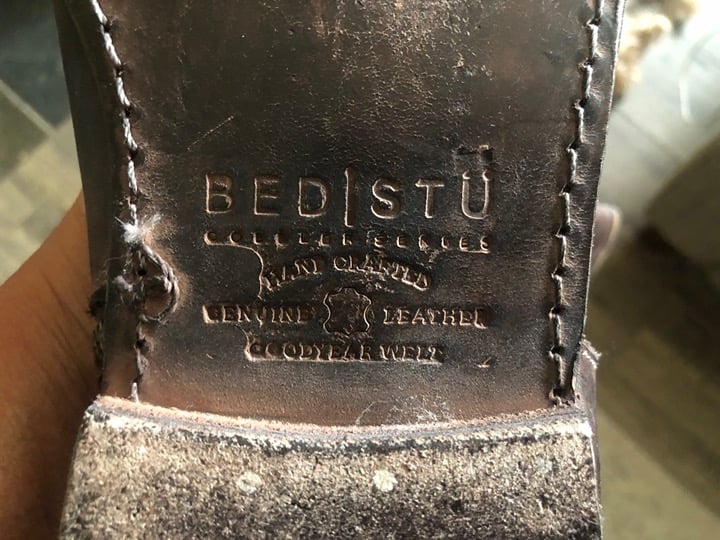 BED|STÜ
COBBLER SERIES
HAND CRAFTED
GENUINE LEATHER
GOODYEAR WELT